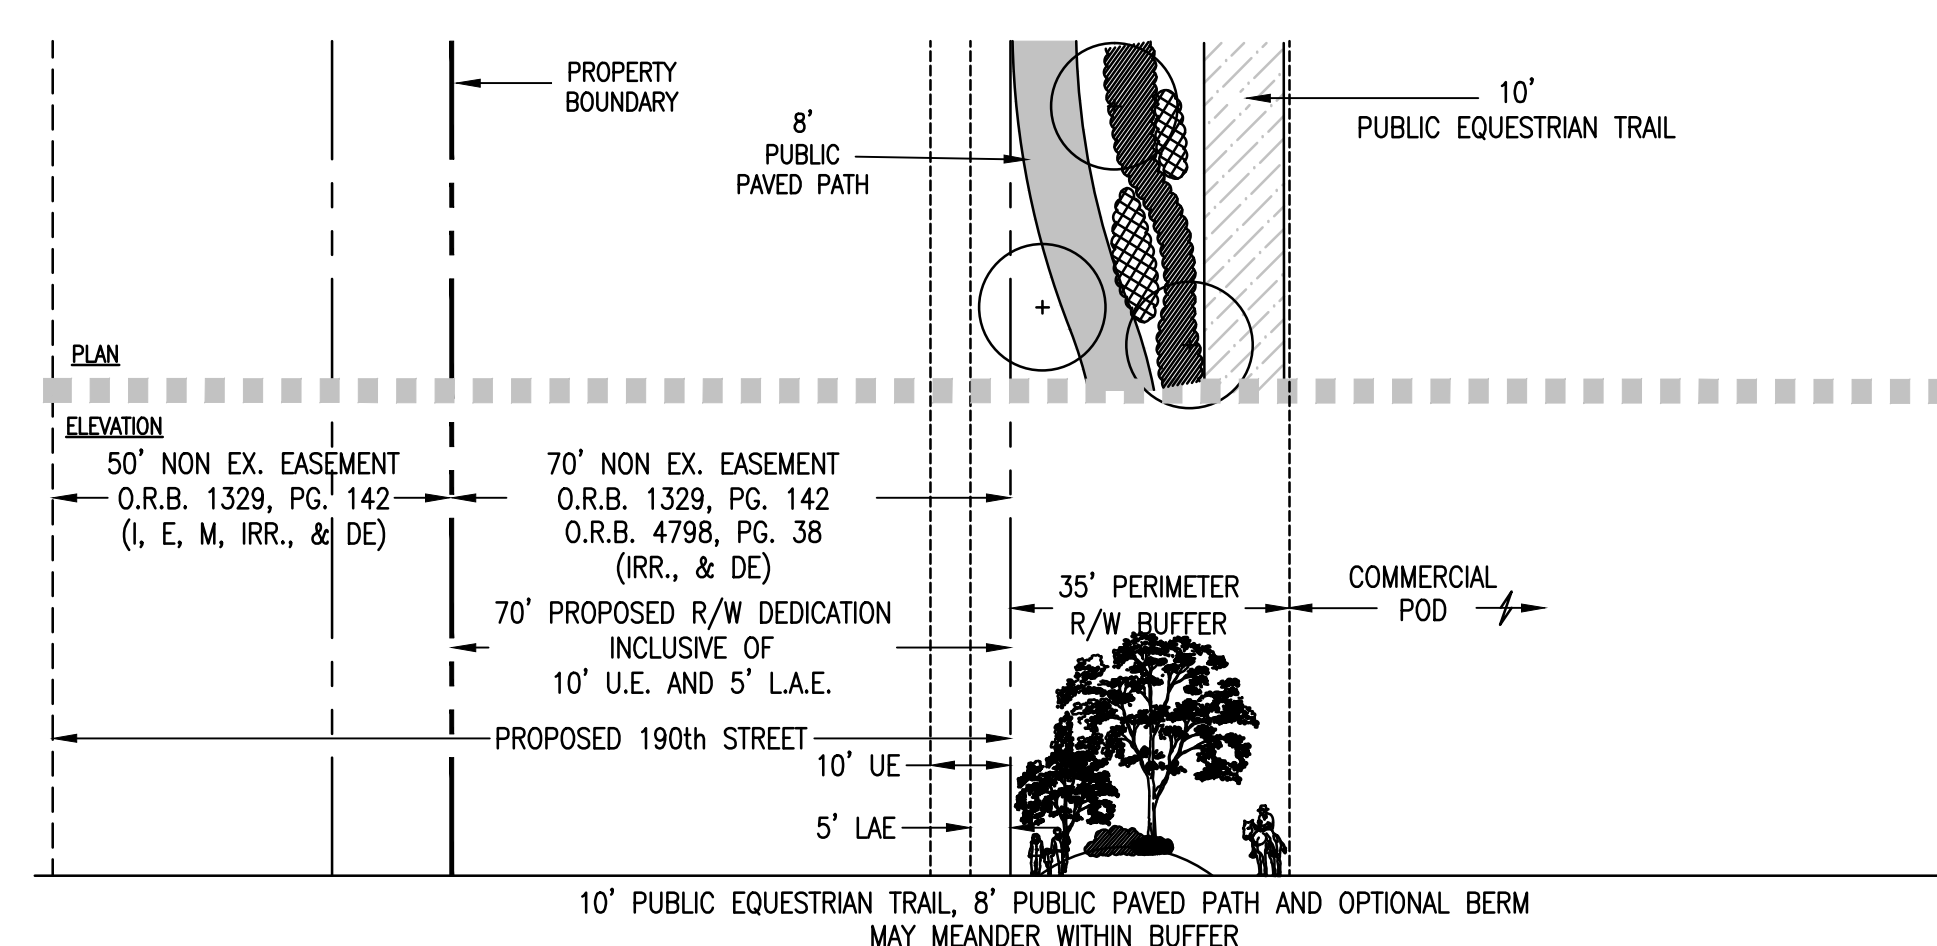 PROPERTY
BOUNDARY
8'
PUBLIC
PAVED PATH
10'
PUBLIC EQUESTRIAN TRAIL
PLAN
ELEVATION
50' NON EX. EASEMENT
O.R.B. 1329, PG. 142
(I, E, M, IRR., & DE)
70' NON EX. EASEMENT
O.R.B. 1329, PG. 142
O.R.B. 4798, PG. 38
(IRR., & DE)
70' PROPOSED R/W DEDICATION
INCLUSIVE OF
10' U.E. AND 5' L.A.E.
35' PERIMETER
R/W BUFFER
COMMERCIAL
POD
PROPOSED 190th STREET
10' UE
5' LAE
10' PUBLIC EQUESTRIAN TRAIL, 8' PUBLIC PAVED PATH AND OPTIONAL BERM
MAY MEANDER WITHIN BUFFER